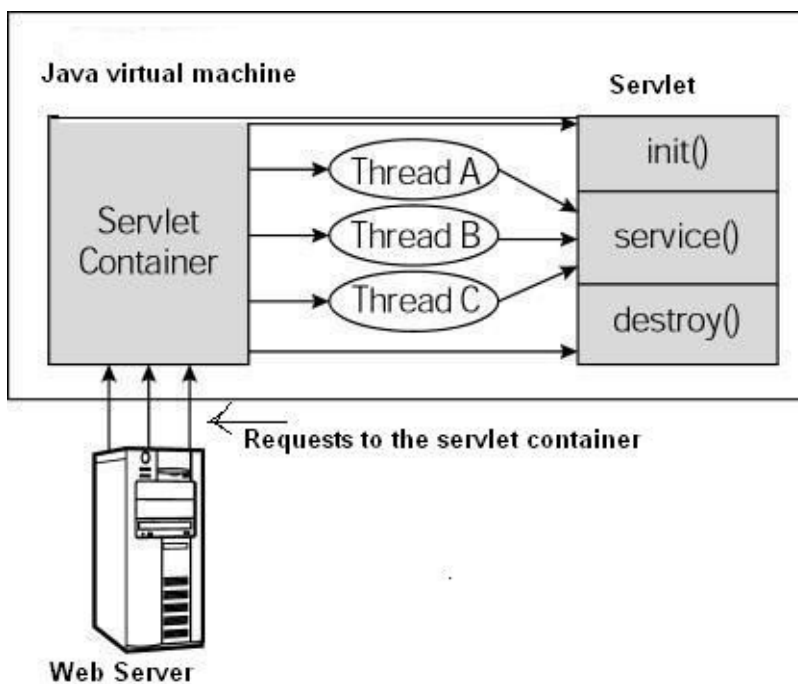 Java virtual machine
Servlet
Servlet
Container
Thread A
Thread B
Thread C
init()
service()
destroy()
Requests to the servlet container
Web Server